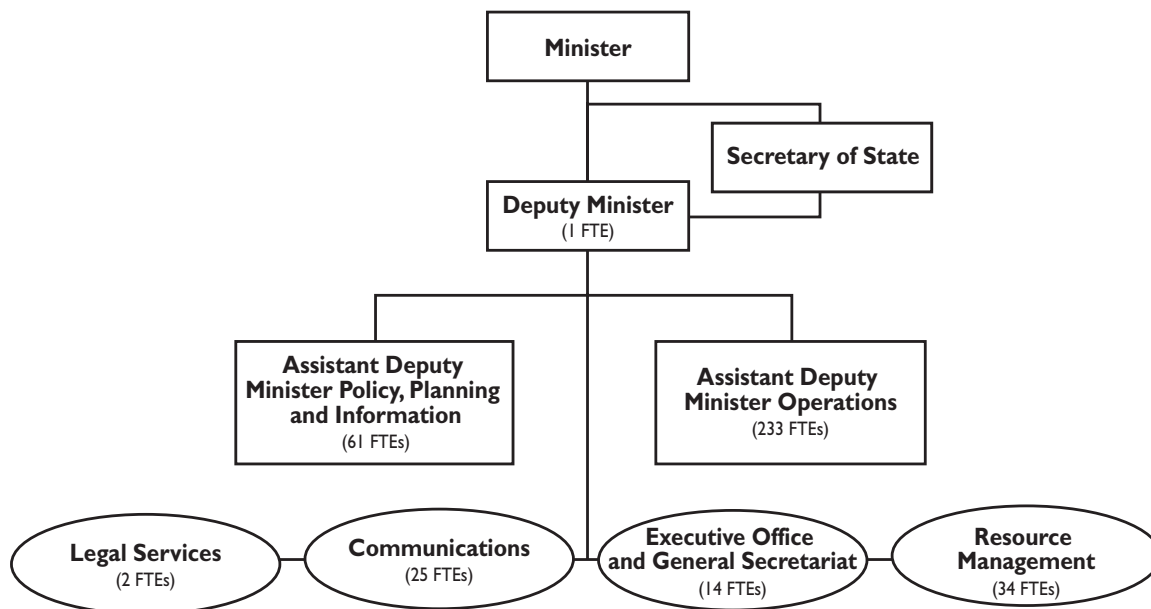 Minister
Secretary of State
Deputy Minister
(1 FTE)
Assistant Deputy
Minister Policy, Planning
and Information
(61 FTEs)
Assistant Deputy
Minister Operations
(233 FTEs)
Legal Services
(2 FTEs)
Communications
(25 FTEs)
Executive Office
and General Secretariat
(14 FTEs)
Resource
Management
(34 FTEs)